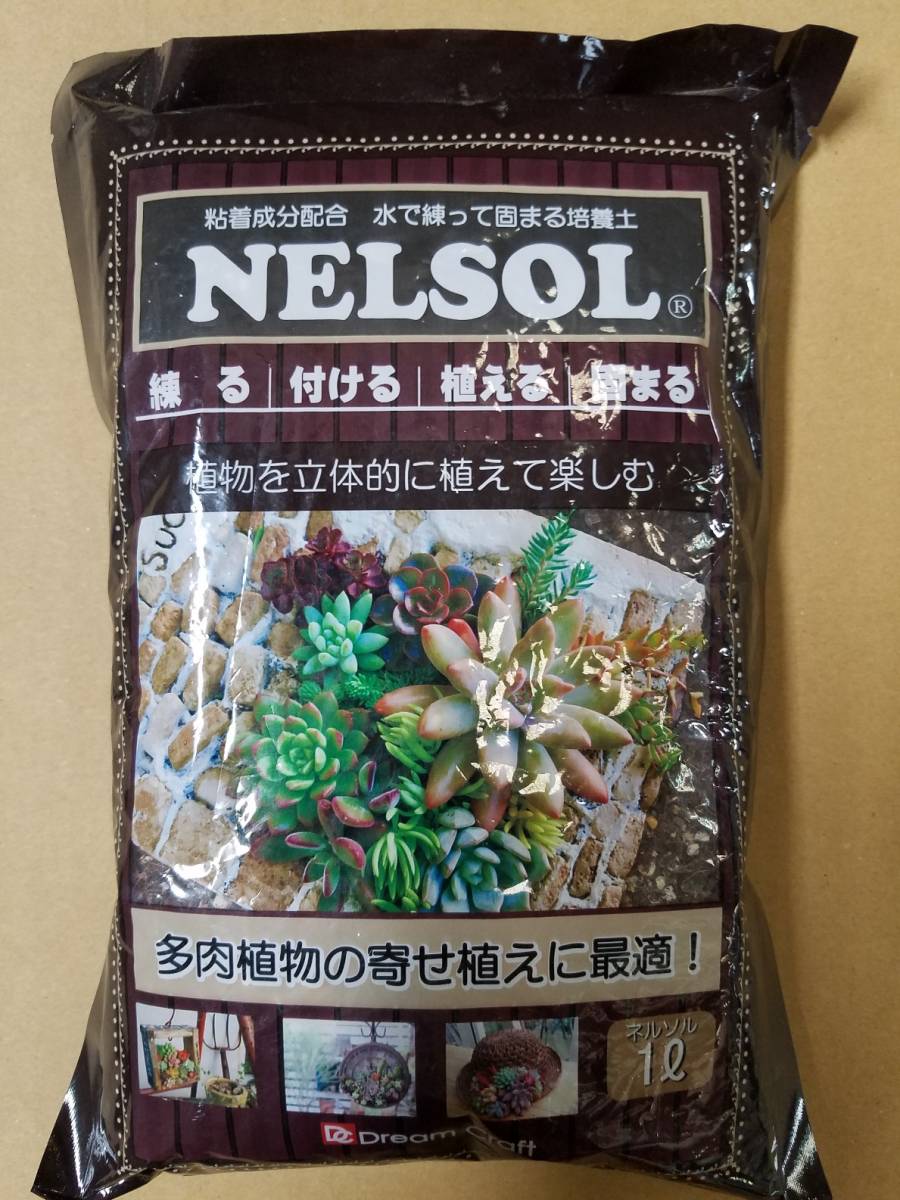 粘着成分配合 水で練って固まる培養土
NELSOL®
練る 付ける 植える 固まる
植物を立体的に植えて楽しむ
SUC
多肉植物の寄せ植えに最適！
ネルソル
1ℓ
DC Dream Craft